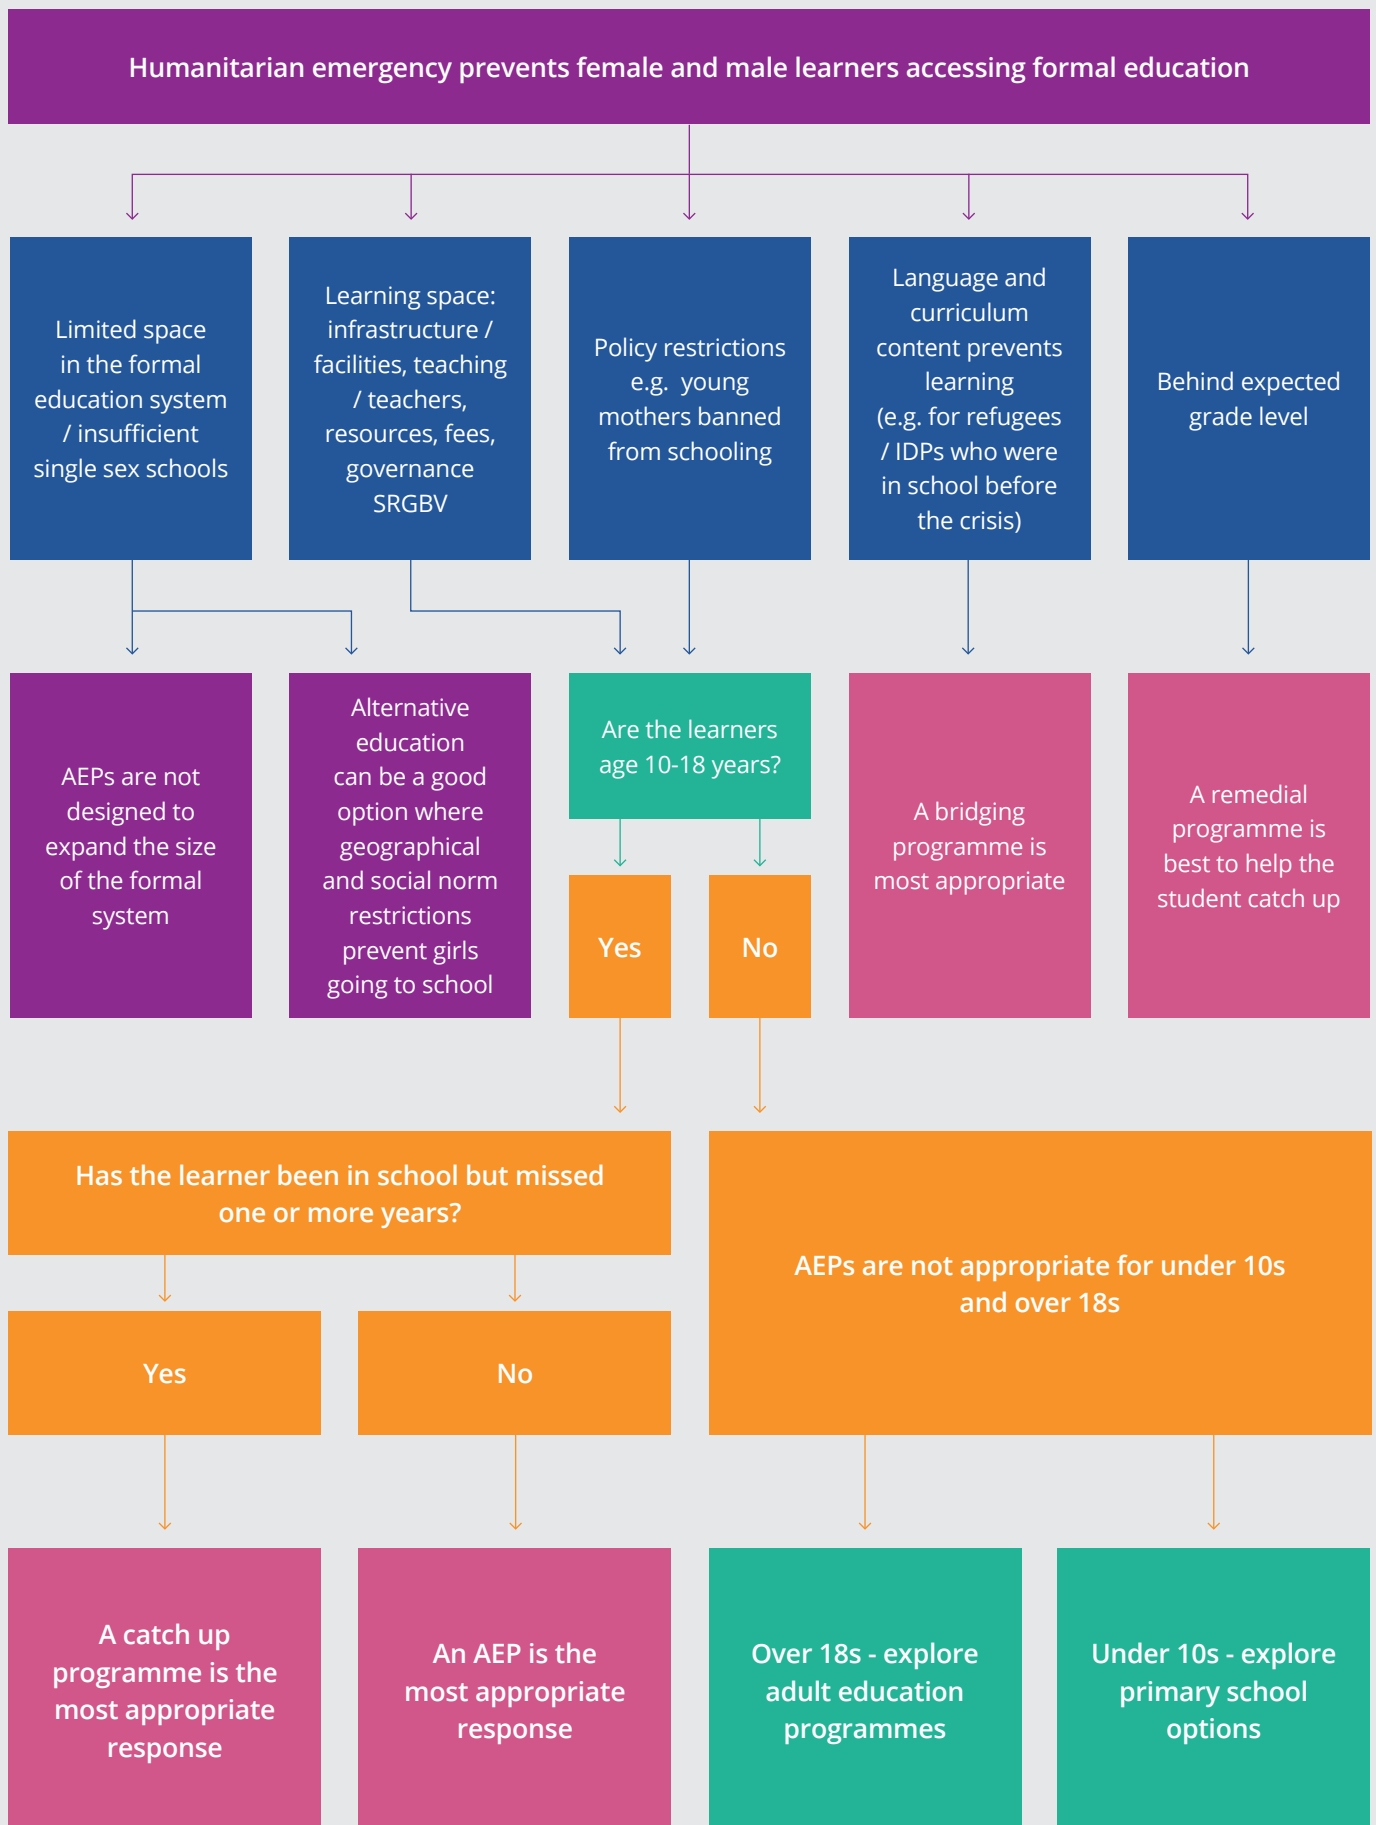 Humanitarian emergency prevents female and male learners accessing formal education
Limited space
in the formal
education system
/ insufficient
single sex schools
Learning space:
infrastructure /
facilities, teaching
/ teachers,
resources, fees,
governance
SRGBV
Policy restrictions
e.g. young
mothers banned
from schooling
Language and
curriculum
content prevents
learning
(e.g. for refugees
/ IDPs who were
in school before
the crisis)
Behind expected
grade level
AEPs are not
designed to
expand the size
of the formal
system
Alternative
education
can be a good
option where
geographical
and social norm
restrictions
prevent girls
going to school
Are the learners
age 10-18 years?
Yes
No
A bridging
programme is
most appropriate
A remedial
programme is
best to help the
student catch up
Has the learner been in school but missed
one or more years?
Yes
No
AEPs are not appropriate for under 10s
and over 18s
A catch up
programme is the
most appropriate
response
An AEP is the
most appropriate
response
Over 18s - explore
adult education
programmes
Under 10s - explore
primary school
options